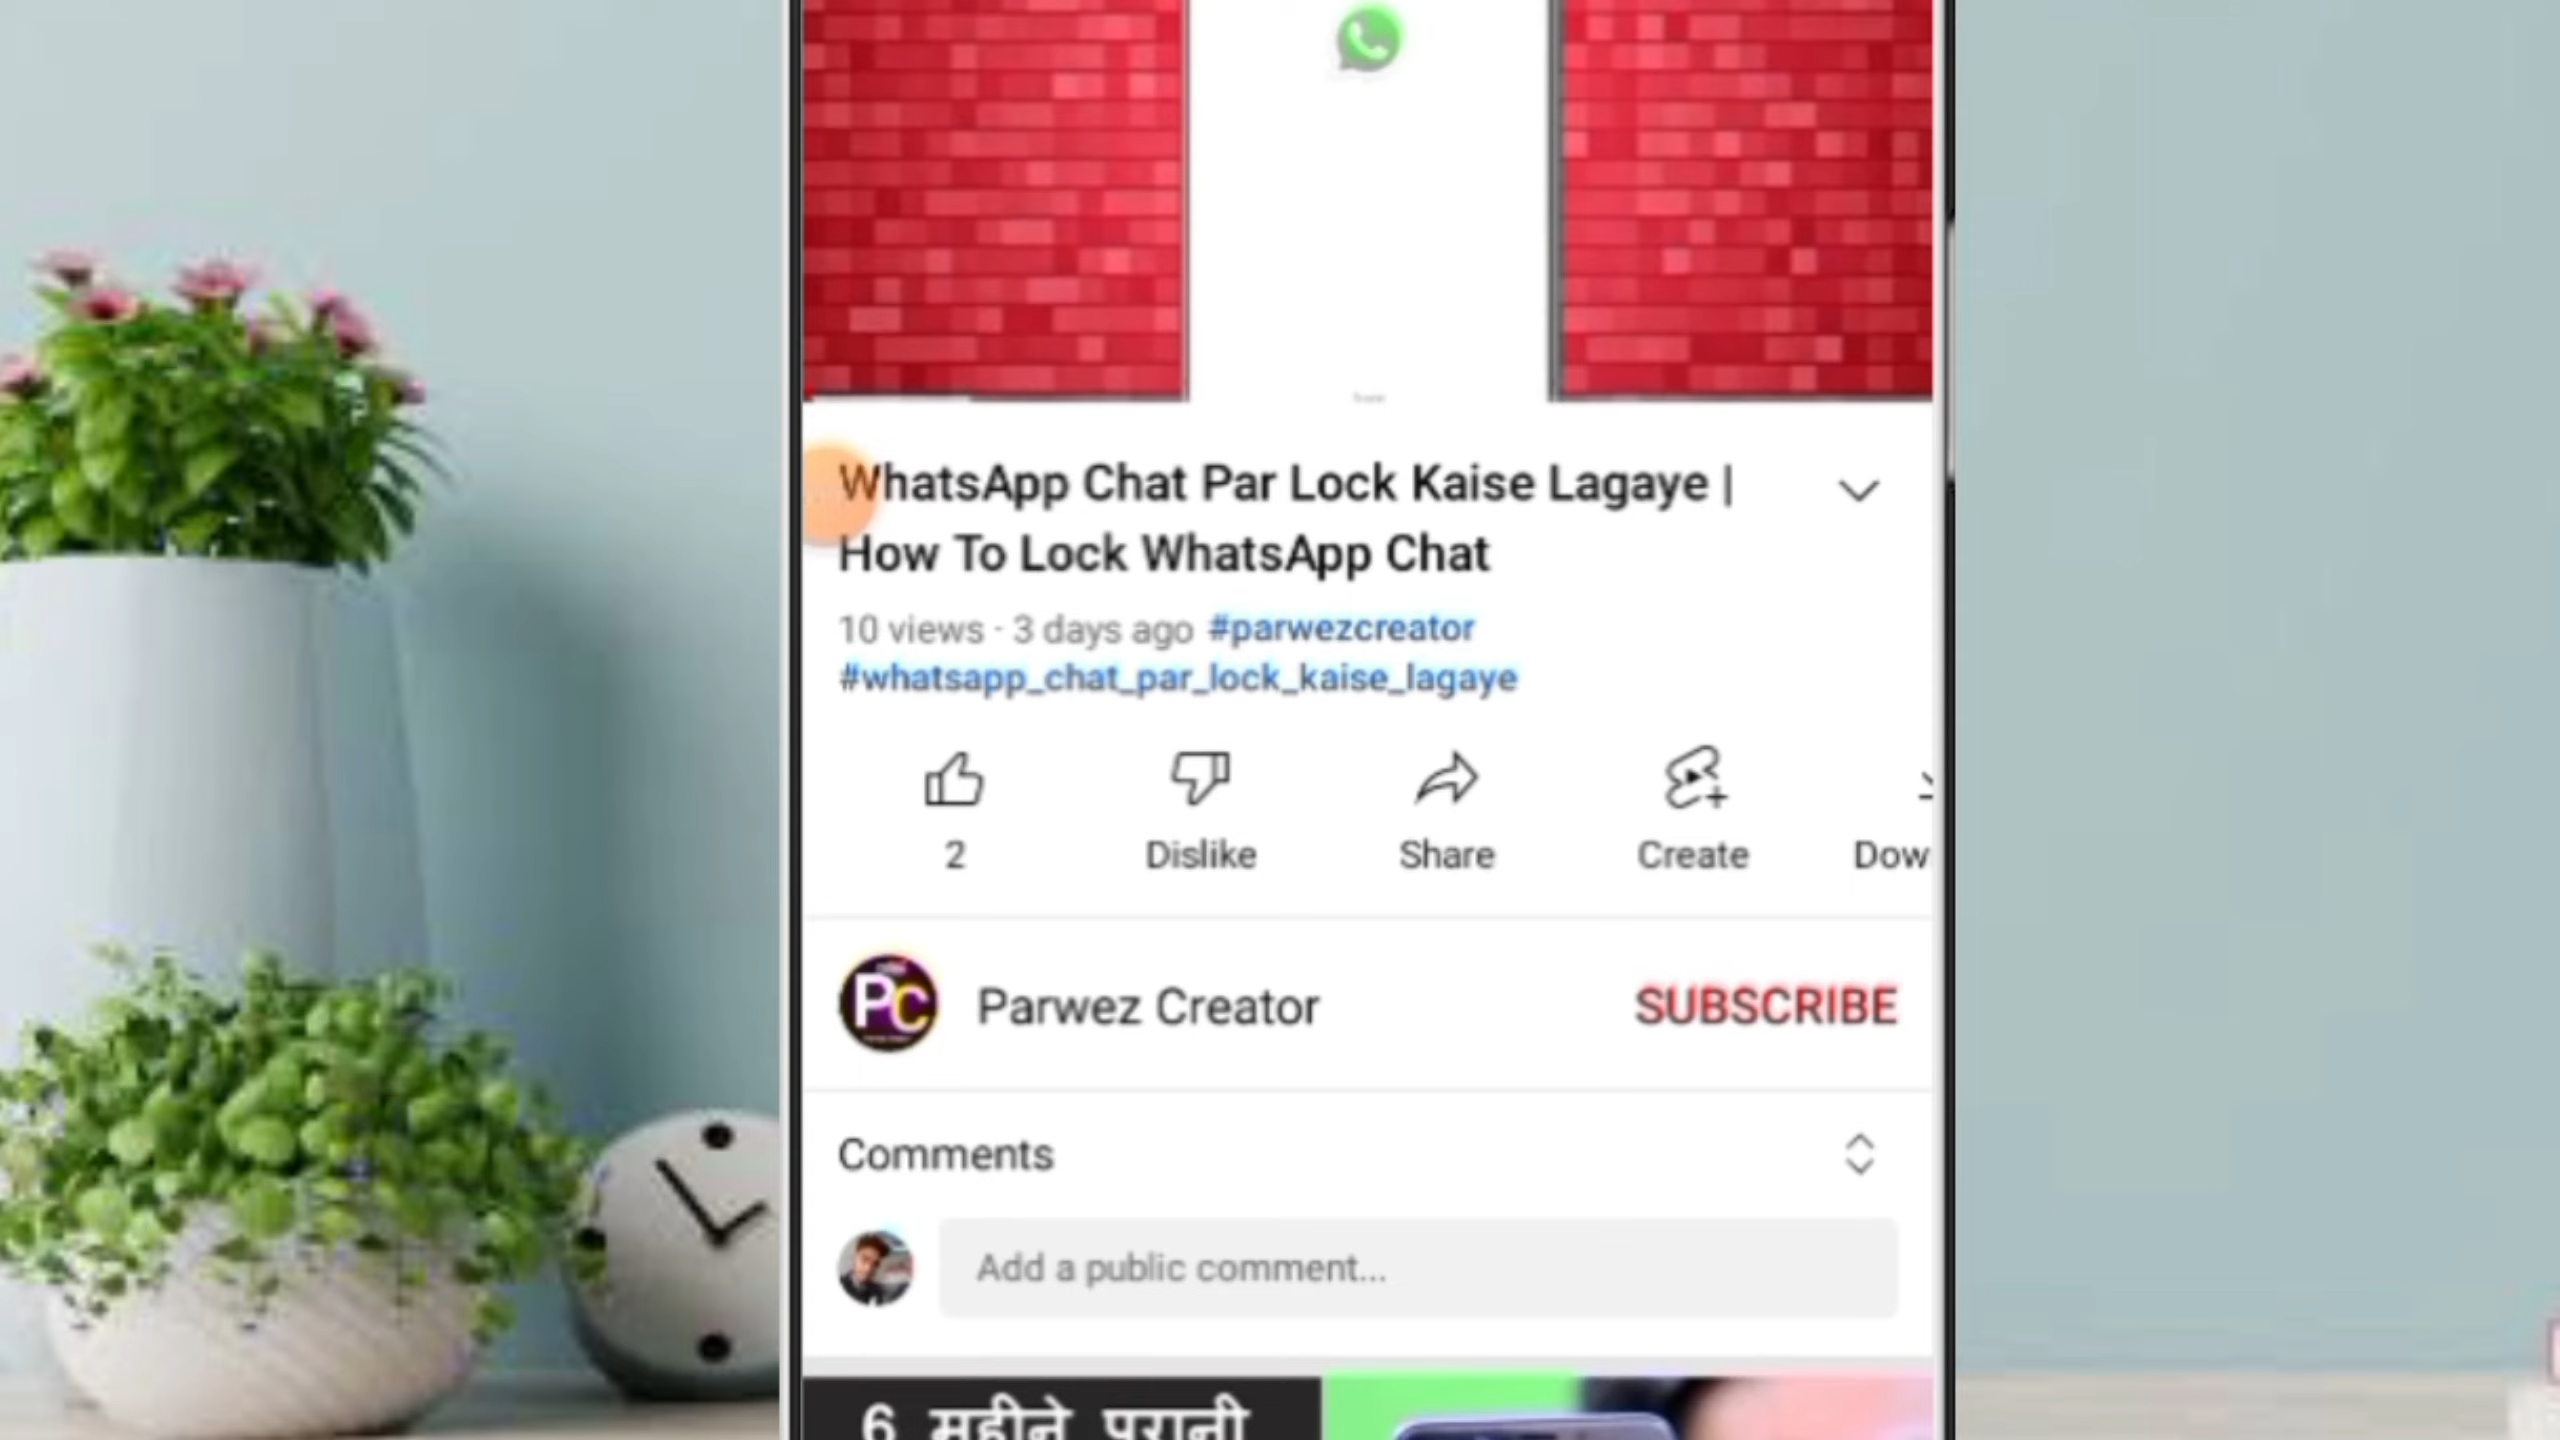 WhatsApp Chat Par Lock Kaise Lagaye |
How To Lock WhatsApp Chat
10 views · 3 days ago #parwezcreator
#whatsapp_chat_par_lock_kaise_lagaye
2
Dislike
Share
Create
Dow
PC
Parwez Creator
SUBSCRIBE
Comments
Add a public comment...
6 महीने पुरानी